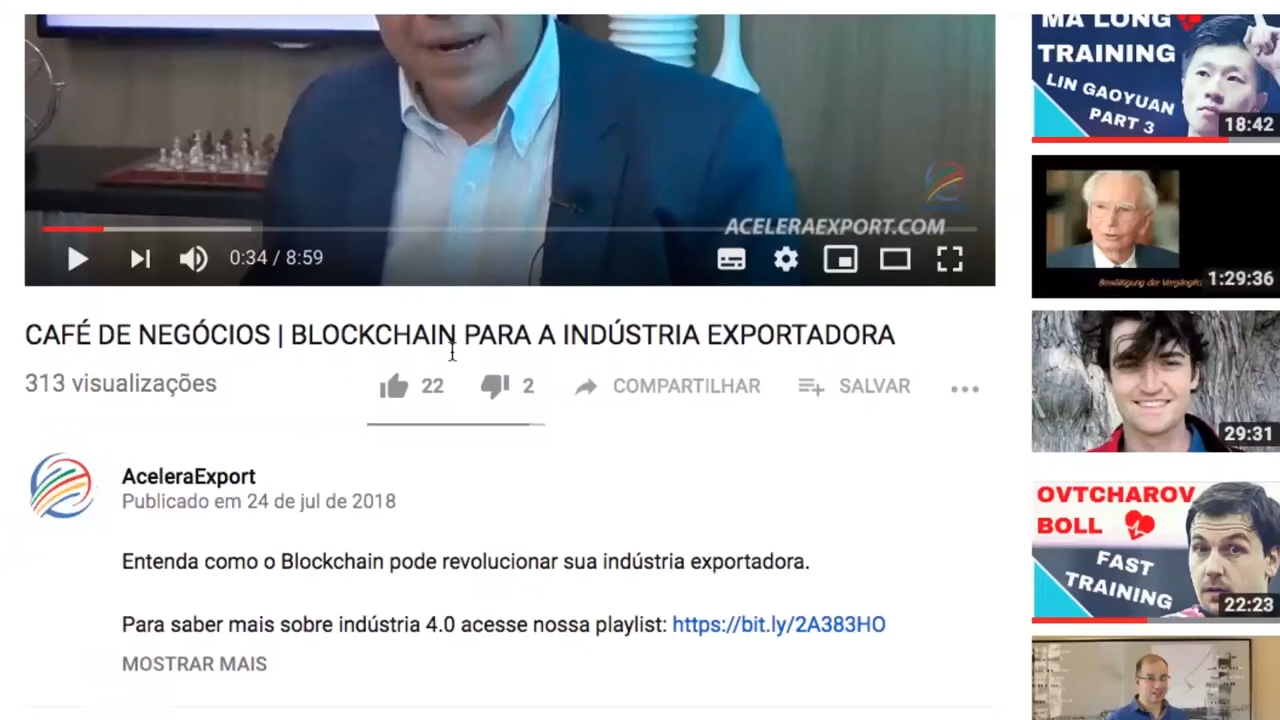 ACELERAEXPORT.COM
0:34 / 8:59
CAFÉ DE NEGÓCIOS | BLOCKCHAIN PARA A INDÚSTRIA EXPORTADORA
313 visualizações
22
2
COMPARTILHAR
SALVAR
AceleraExport
Publicado em 24 de jul de 2018
Entenda como o Blockchain pode revolucionar sua indústria exportadora.
Para saber mais sobre indústria 4.0 acesse nossa playlist: https://bit.ly/2A383HO
MOSTRAR MAIS
MA LONG
TRAINING
LIN GAOYUAN
PART 3
18:42
Bewältigung der
1:29:36
29:31
OVTCHAROV
BOLL
FAST
TRAINING
22:23